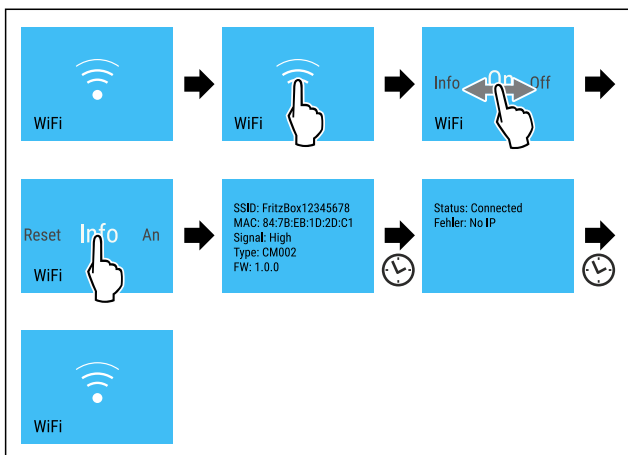 WiFi
WiFi
Info On Off
WiFi
Reset Info An
WiFi
SSID: FritzBox12345678
MAC: 84:7B:EB:1D:2D:C1
Signal: High
Type: CM002
FW: 1.0.0
Status: Connected
Fehler: No IP
WiFi